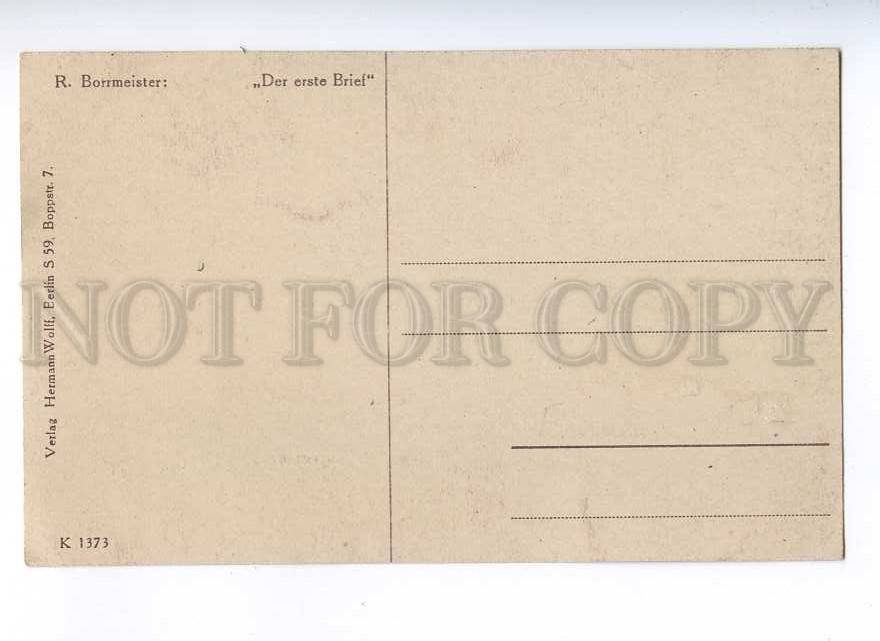 R. Borrmeister: „Der erste Brief“
Verlag Hermann Wolff, Berlin S 59, Boppstr. 7.
NOT FOR COPY
K 1373